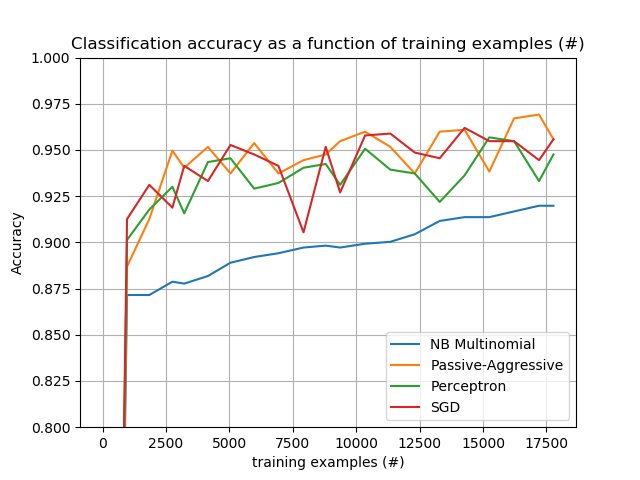 Classification accuracy as a function of training examples (#)
1.000
0.975
0.950
0.925
0.900
0.875
0.850
0.825
0.800
Accuracy
NB Multinomial
Passive-Aggressive
Perceptron
SGD
0 2500 5000 7500 10000 12500 15000 17500
training examples (#)